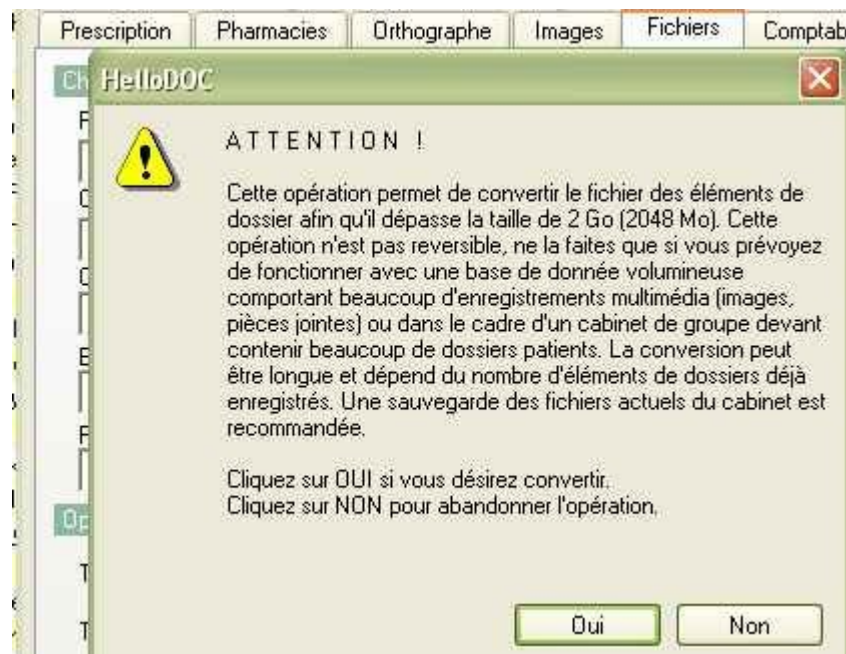 Prescription Pharmacies Orthographe Images Fichiers Comptab
Ch HelloDOC
ATTENTION !
Cette opération permet de convertir le fichier des éléments de
dossier afin qu'il dépasse la taille de 2 Go (2048 Mo). Cette
opération n'est pas reversible, ne la faites que si vous prévoyez
de fonctionner avec une base de donnée volumineuse
comportant beaucoup d'enregistrements multimédia (images,
pièces jointes) ou dans le cadre d'un cabinet de groupe devant
contenir beaucoup de dossiers patients. La conversion peut
être longue et dépend du nombre d'éléments de dossiers déjà
enregistrés. Une sauvegarde des fichiers actuels du cabinet est
recommandée.
Cliquez sur OUI si vous désirez convertir.
Cliquez sur NON pour abandonner l'opération.
Op
Oui Non